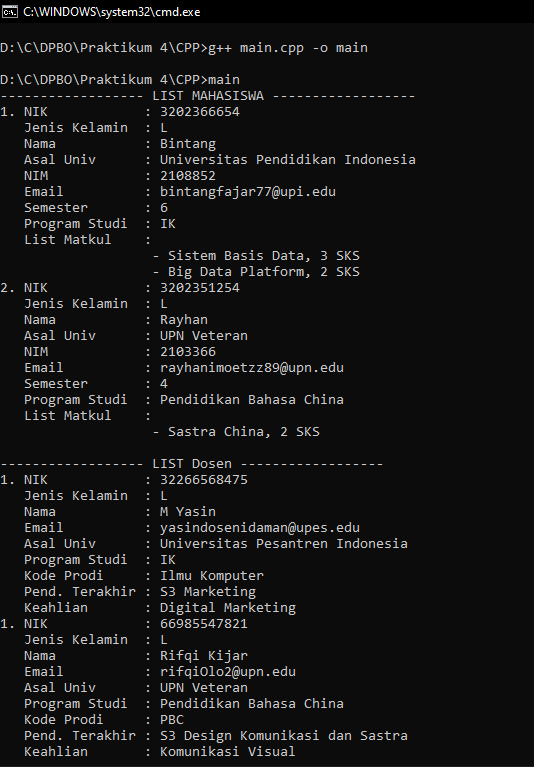 C:\WINDOWS\system32\cmd.exe
D:\C\DPBO\Praktikum 4\CPP>g++ main.cpp -o main
D:\C\DPBO\Praktikum 4\CPP>main
------------------ LIST MAHASISWA ------------------
1. NIK            : 3202366654
   Jenis Kelamin  : L
   Nama           : Bintang
   Asal Univ      : Universitas Pendidikan Indonesia
   NIM            : 2108852
   Email          : bintangfajar77@upi.edu
   Semester       : 6
   Program Studi  : IK
   List Matkul    :
                   - Sistem Basis Data, 3 SKS
                   - Big Data Platform, 2 SKS
2. NIK            : 3202351254
   Jenis Kelamin  : L
   Nama           : Rayhan
   Asal Univ      : UPN Veteran
   NIM            : 2103366
   Email          : rayhanimoetzz89@upn.edu
   Semester       : 4
   Program Studi  : Pendidikan Bahasa China
   List Matkul    :
                   - Sastra China, 2 SKS
------------------ LIST Dosen ------------------
1. NIK            : 32266568475
   Jenis Kelamin  : L
   Nama           : M Yasin
   Email          : yasindosenidaman@upes.edu
   Asal Univ      : Universitas Pesantren Indonesia
   Program Studi  : IK
   Kode Prodi     : Ilmu Komputer
   Pend. Terakhir : S3 Marketing
   Keahlian       : Digital Marketing
1. NIK            : 66985547821
   Jenis Kelamin  : L
   Nama           : Rifqi Kijar
   Email          : rifqiOlo2@upn.edu
   Asal Univ      : UPN Veteran
   Program Studi  : Pendidikan Bahasa China
   Kode Prodi     : PBC
   Pend. Terakhir : S3 Design Komunikasi dan Sastra
   Keahlian       : Komunikasi Visual